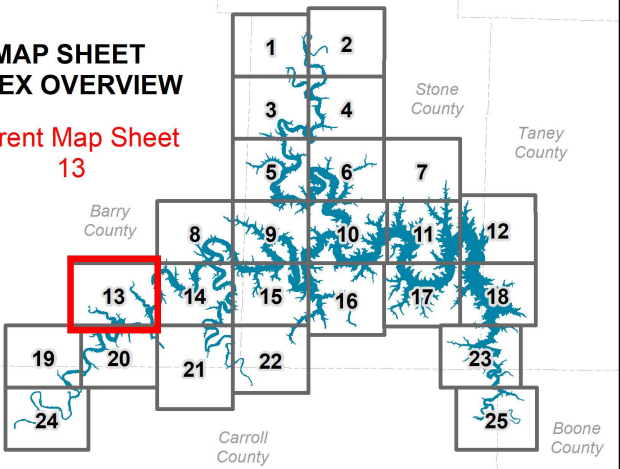 MAP SHEET
EX OVERVIEW
rent Map Sheet
13
1
2
Stone
County
3
4
Taney
County
5
6
7
Barry
County
8
9
10
11
12
13
14
15
16
17
18
19
20
21
22
23
24
25
Carroll
County
Boone
County